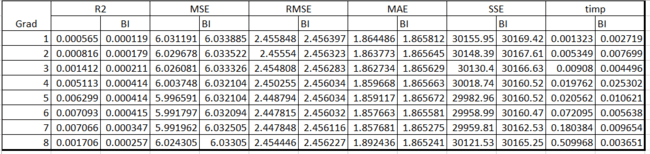 R2 MSE RMSE MAE SSE timp
Grad BI BI BI BI BI BI
1 0.000565 0.000119 6.031191 6.033885 2.455848 2.456397 1.864486 1.865812 30155.95 30169.42 0.001323 0.002719
2 0.000816 0.000179 6.029678 6.033522 2.45554 2.456323 1.863773 1.865645 30148.39 30167.61 0.005349 0.007699
3 0.001412 0.000211 6.026081 6.033326 2.454808 2.456283 1.862734 1.865629 30130.4 30166.63 0.00908 0.004496
4 0.005113 0.000414 6.003748 6.032104 2.450255 2.456034 1.859668 1.865663 30018.74 30160.52 0.019762 0.025302
5 0.006299 0.000414 5.996591 6.032104 2.448794 2.456034 1.859117 1.865672 29982.96 30160.52 0.020562 0.010621
6 0.007093 0.000415 5.991797 6.032094 2.447815 2.456032 1.857663 1.865581 29958.99 30160.47 0.072095 0.005638
7 0.007066 0.000347 5.991962 6.032505 2.447848 2.456116 1.857681 1.865275 29959.81 30162.53 0.180384 0.009654
8 0.001706 0.000257 6.024305 6.03305 2.454446 2.456227 1.892436 1.865241 30121.53 30165.25 0.509968 0.003651